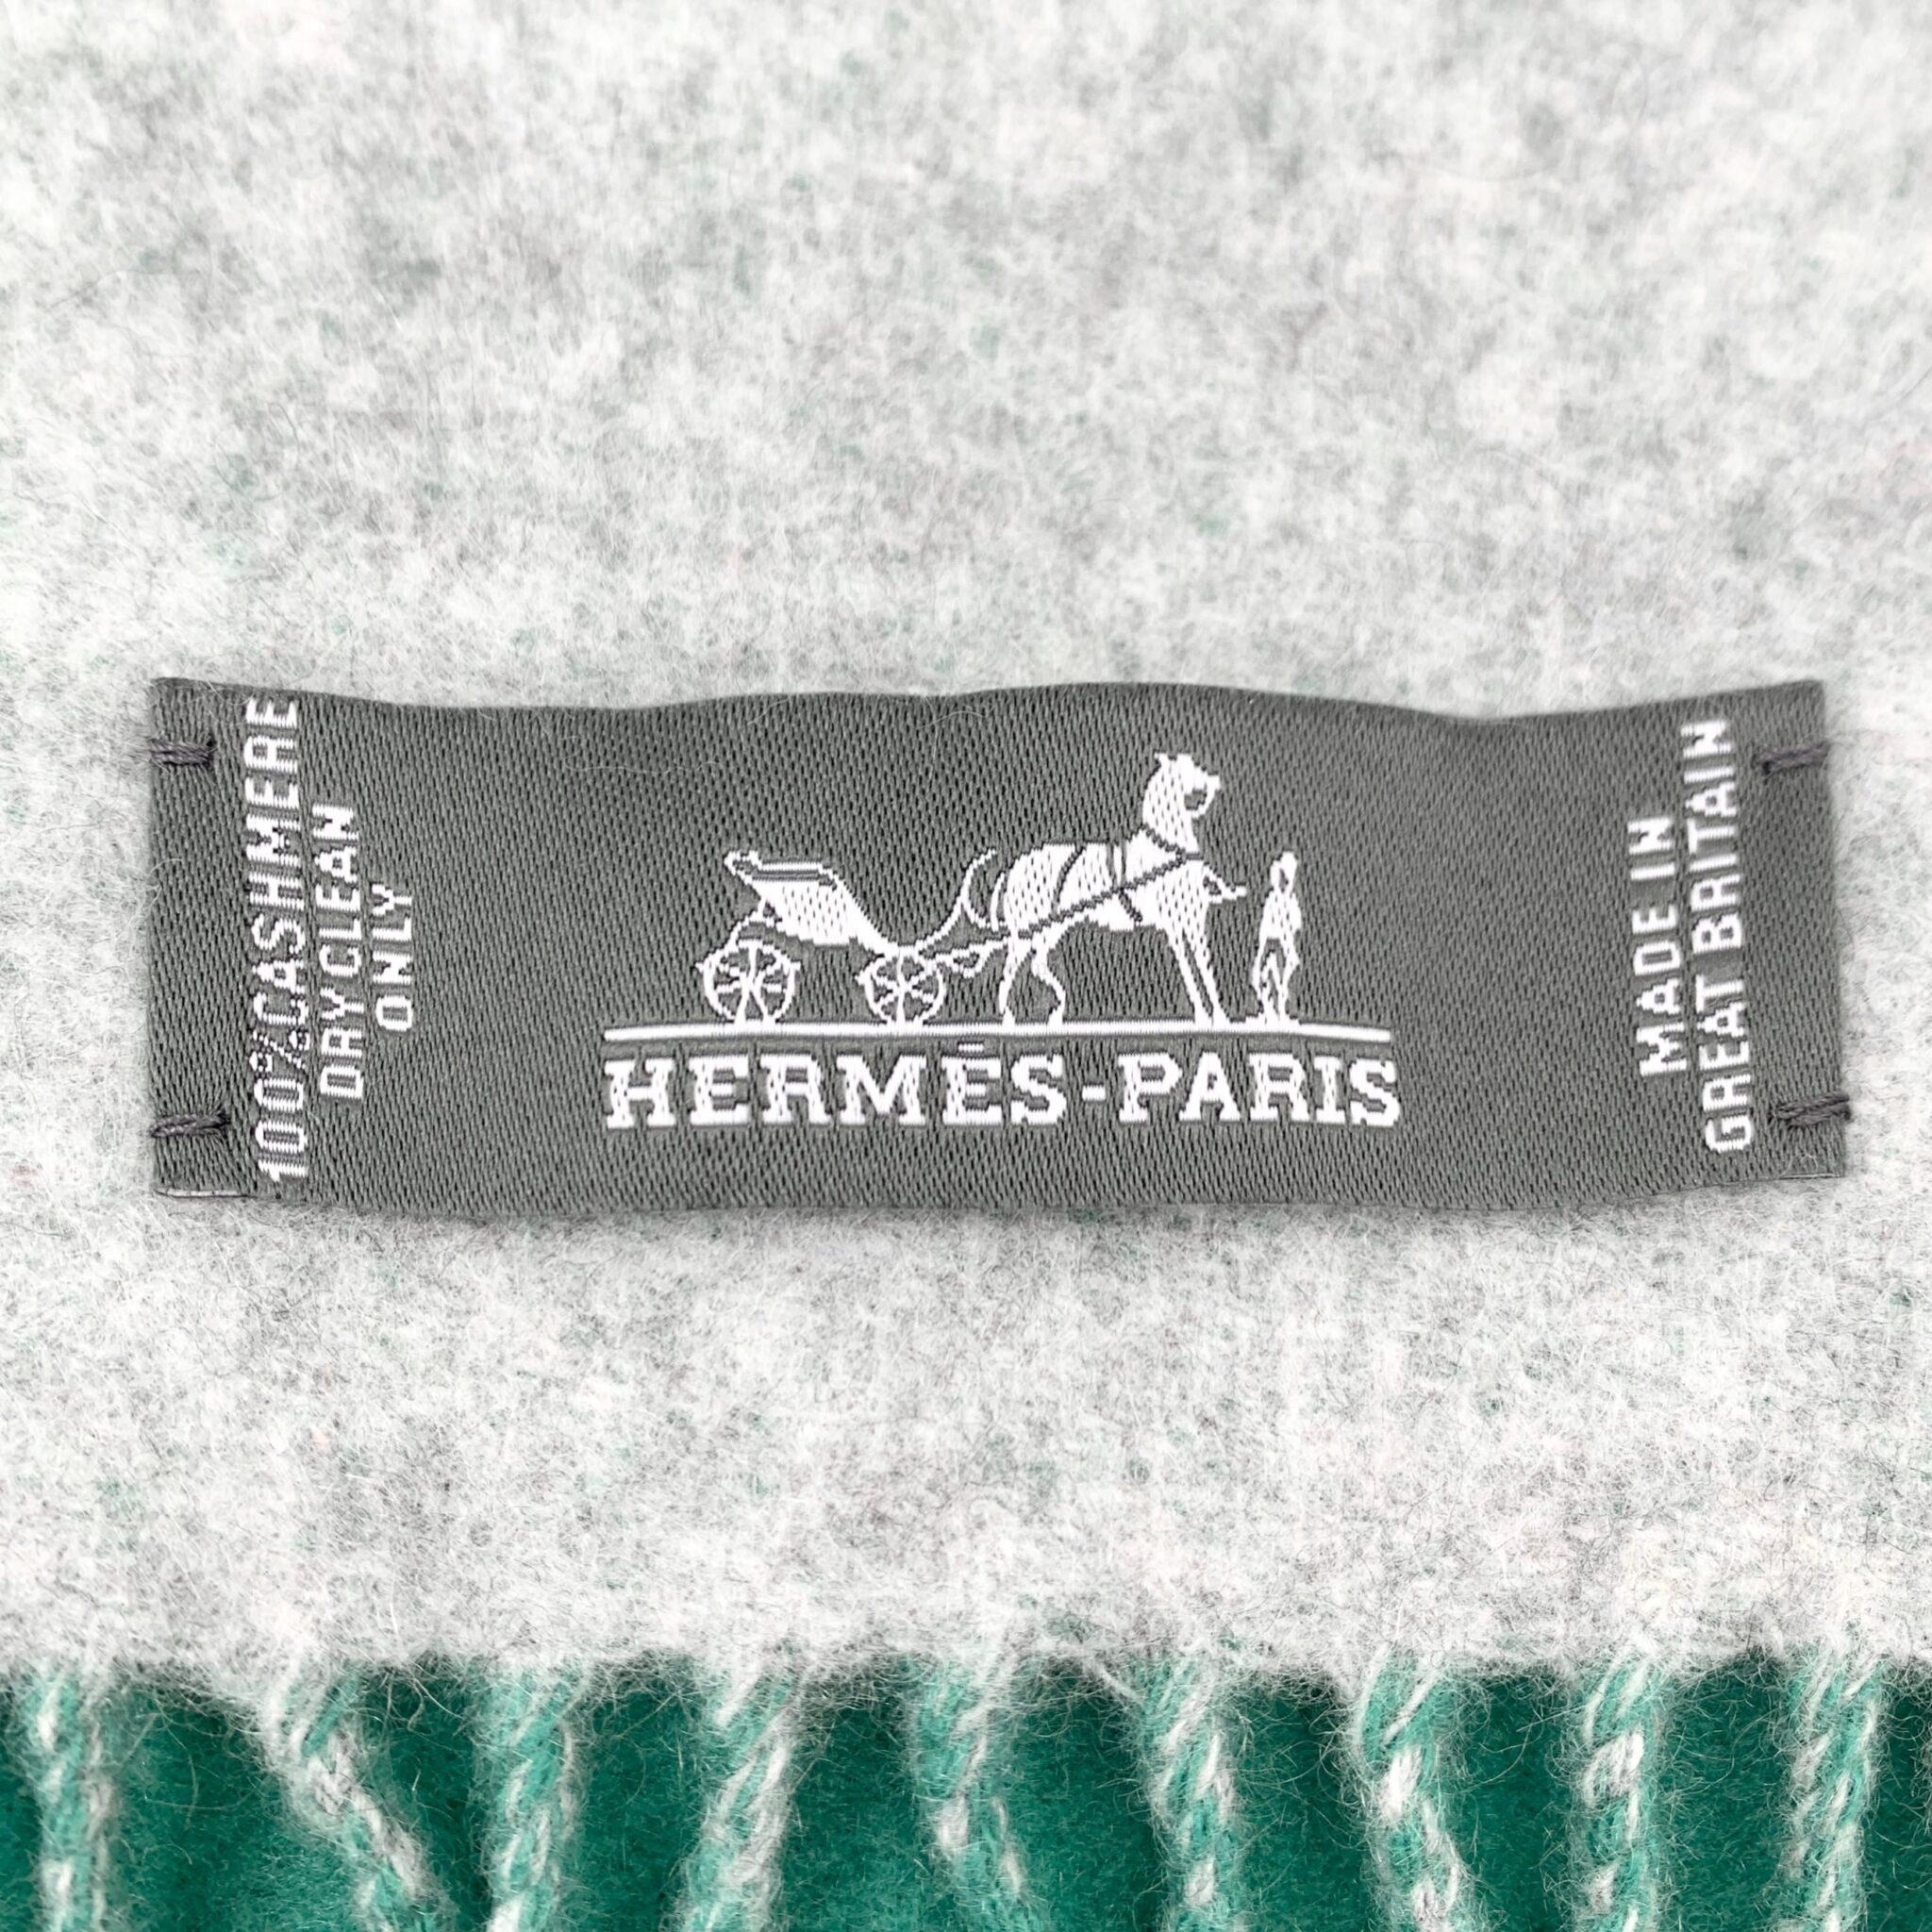 100%CASHMERE
DRY CLEAN
ONLY
HERMÈS-PARIS
MADE IN
GREAT BRITAIN